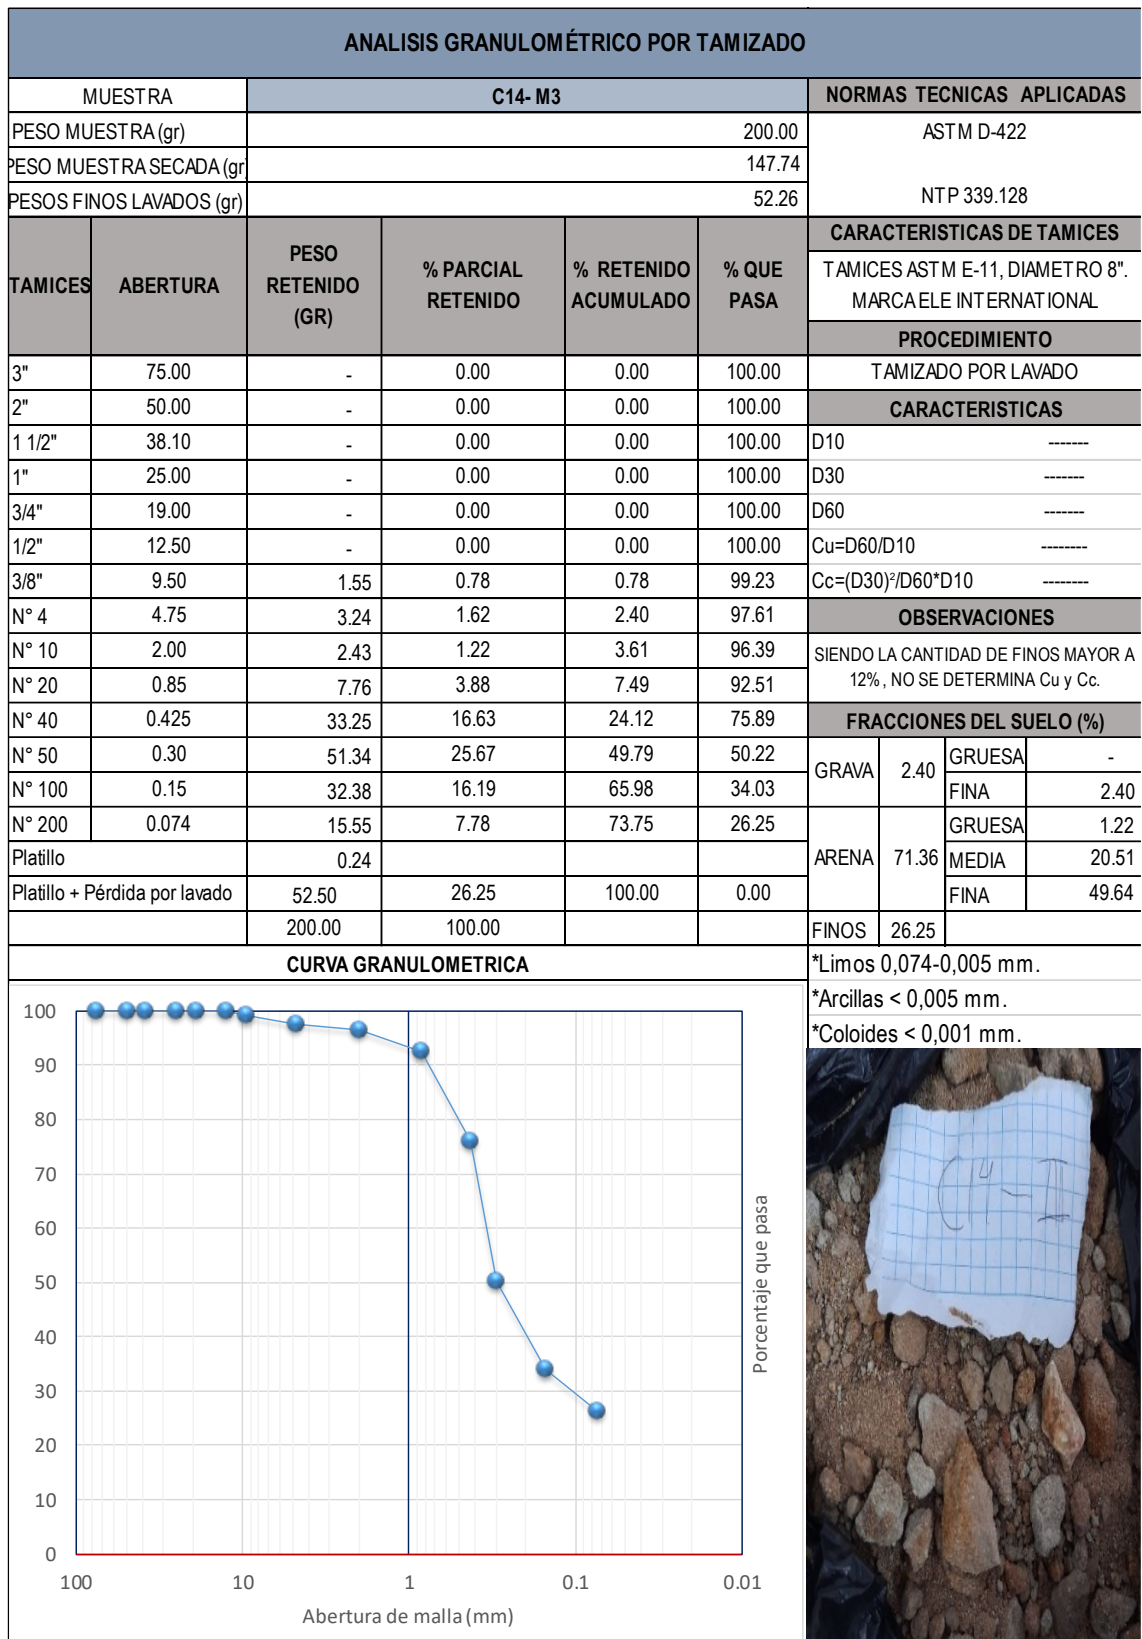 ANALISIS GRANULOMÉTRICO POR TAMIZADO
MUESTRA C14- M3 NORMAS TECNICAS APLICADAS
PESO MUESTRA (gr) 200.00 ASTM D-422
PESO MUESTRA SECADA (gr) 147.74
PESOS FINOS LAVADOS (gr) 52.26 NTP 339.128
TAMICES ABERTURA PESO RETENIDO (GR) % PARCIAL RETENIDO % RETENIDO ACUMULADO % QUE PASA
CARACTERISTICAS DE TAMICES
TAMICES ASTM E-11, DIAMETRO 8".
MARCA ELE INTERNATIONAL
PROCEDIMIENTO
3" 75.00 - 0.00 0.00 100.00 TAMIZADO POR LAVADO
2" 50.00 - 0.00 0.00 100.00 CARACTERISTICAS
1 1/2" 38.10 - 0.00 0.00 100.00 D10 -------
1" 25.00 - 0.00 0.00 100.00 D30 -------
3/4" 19.00 - 0.00 0.00 100.00 D60 -------
1/2" 12.50 - 0.00 0.00 100.00 Cu=D60/D10 --------
3/8" 9.50 1.55 0.78 0.78 99.23 Cc=(D30)²/D60*D10 --------
N° 4 4.75 3.24 1.62 2.40 97.61 OBSERVACIONES
N° 10 2.00 2.43 1.22 3.61 96.39 SIENDO LA CANTIDAD DE FINOS MAYOR A
N° 20 0.85 7.76 3.88 7.49 92.51 12% , NO SE DETERMINA Cu y Cc.
N° 40 0.425 33.25 16.63 24.12 75.89 FRACCIONES DEL SUELO (%)
N° 50 0.30 51.34 25.67 49.79 50.22 GRAVA 2.40 GRUESA -
N° 100 0.15 32.38 16.19 65.98 34.03 FINA 2.40
N° 200 0.074 15.55 7.78 73.75 26.25 GRUESA 1.22
Platillo 0.24 ARENA 71.36 MEDIA 20.51
Platillo + Pérdida por lavado 52.50 26.25 100.00 0.00 FINA 49.64
200.00 100.00 FINOS 26.25
CURVA GRANULOMETRICA
*Limos 0,074-0,005 mm.
*Arcillas < 0,005 mm.
*Coloides < 0,001 mm.
100
90
80
70
60
50
40
30
20
10
0
100 10 1 0.1 0.01
Abertura de malla (mm)
Porcentaje que pasa
C14 - III